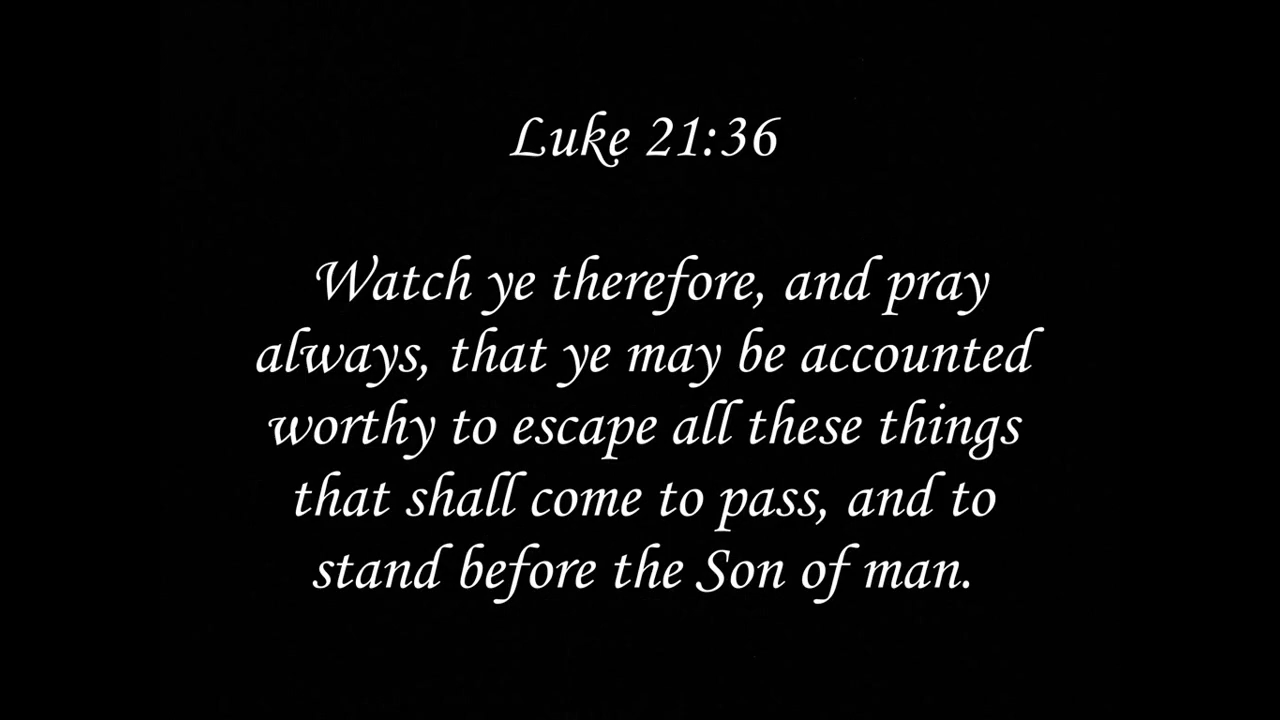 Luke 21:36
Watch ye therefore, and pray
always, that ye may be accounted
worthy to escape all these things
that shall come to pass, and to
stand before the Son of man.